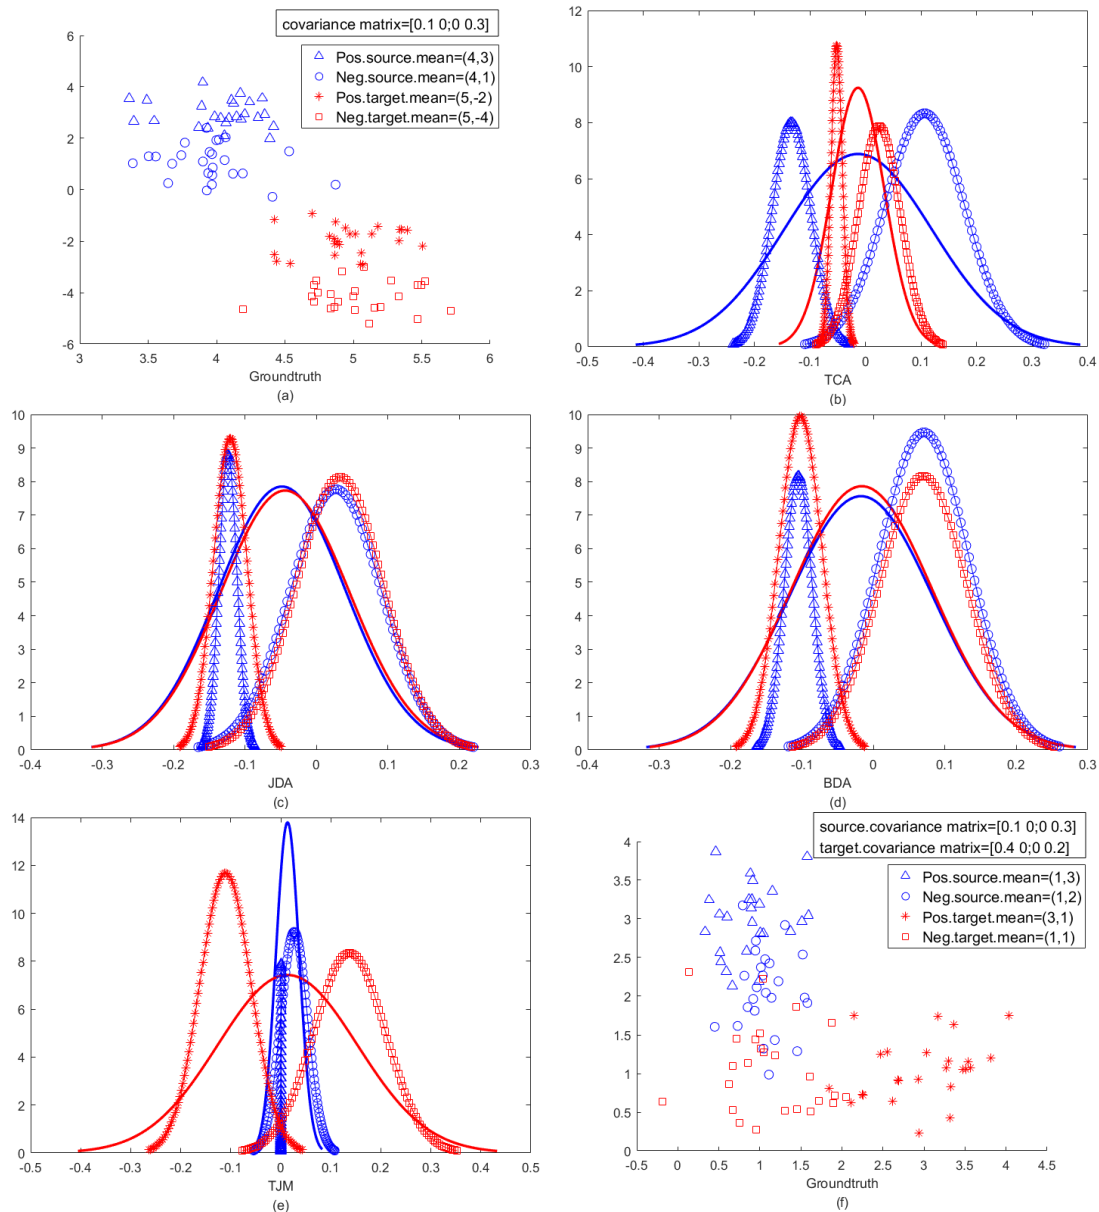 covariance matrix=[0.1 0;0 0.3]
Pos.source.mean=(4,3)
Neg.source.mean=(4,1)
Pos.target.mean=(5,-2)
Neg.target.mean=(5,-4)
6
4
2
0
-2
-4
-6
3 3.5 4 4.5 5 5.5 6
Groundtruth
(a)
12
10
8
6
4
2
0
-0.5 -0.4 -0.3 -0.2 -0.1 0 0.1 0.2 0.3 0.4
TCA
(b)
10
9
8
7
6
5
4
3
2
1
0
-0.4 -0.3 -0.2 -0.1 0 0.1 0.2 0.3
JDA
(c)
10
9
8
7
6
5
4
3
2
1
0
-0.4 -0.3 -0.2 -0.1 0 0.1 0.2 0.3
BDA
(d)
14
12
10
8
6
4
2
0
-0.5 -0.4 -0.3 -0.2 -0.1 0 0.1 0.2 0.3 0.4 0.5
TJM
(e)
source.covariance matrix=[0.1 0;0 0.3]
target.covariance matrix=[0.4 0;0 0.2]
Pos.source.mean=(1,3)
Neg.source.mean=(1,2)
Pos.target.mean=(3,1)
Neg.target.mean=(1,1)
4
3.5
3
2.5
2
1.5
1
0.5
0
-0.5 0 0.5 1 1.5 2 2.5 3 3.5 4 4.5
Groundtruth
(f)